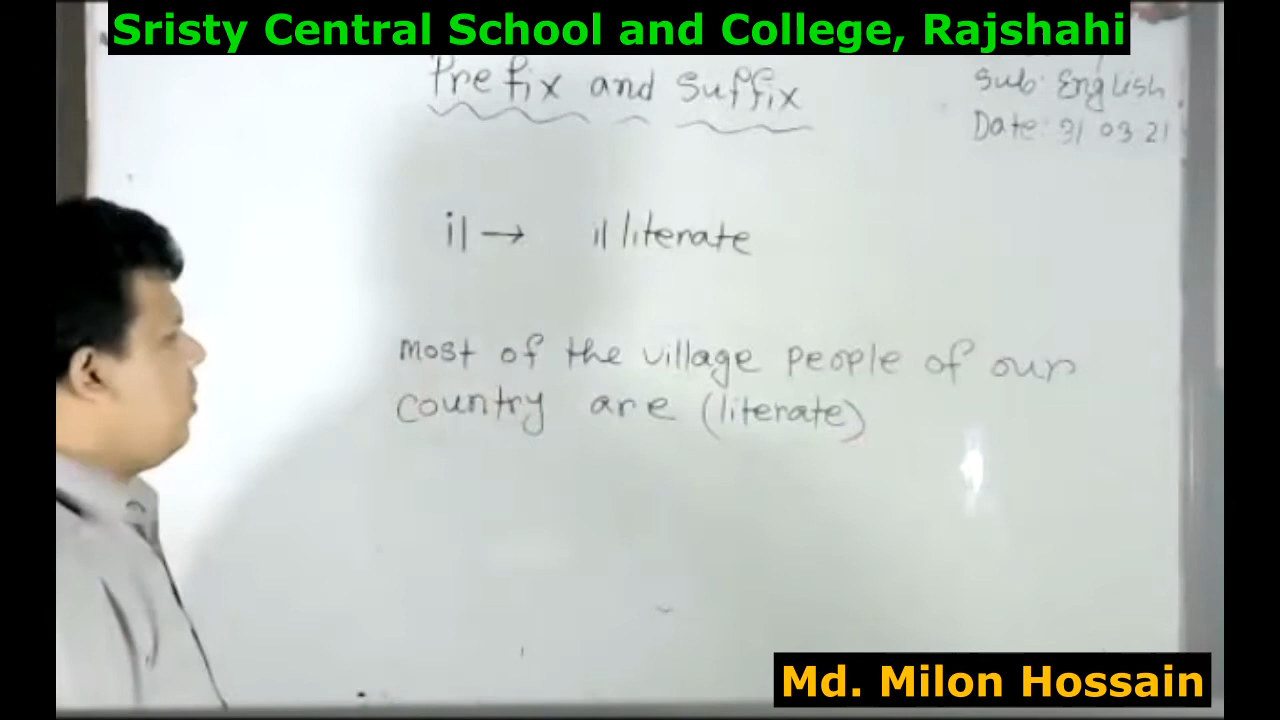 Sristy Central School and College, Rajshahi
Prefix and Suffix
Sub: English
Date: 31 03 21
il → illiterate
most of the village people of our
country are (literate)
Md. Milon Hossain